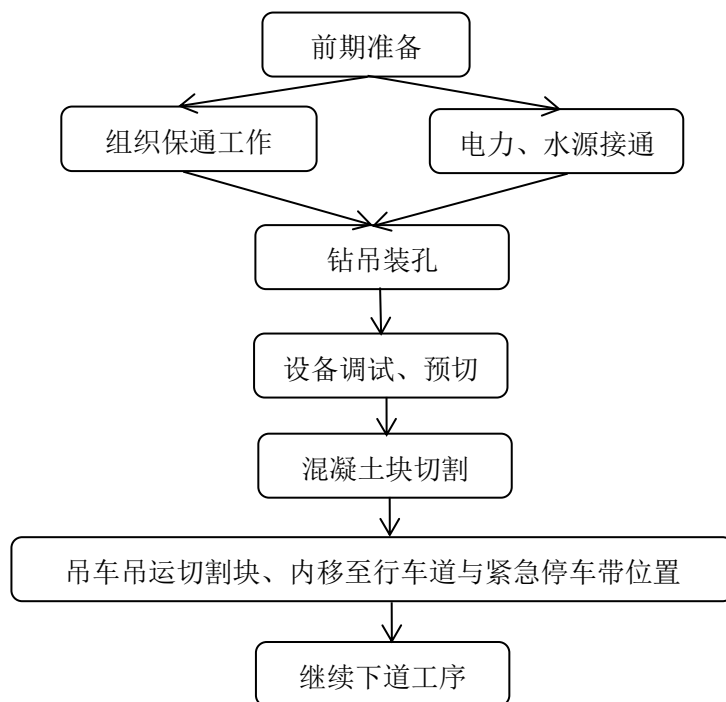 前期准备
组织保通工作
电力、水源接通
钻吊装孔
设备调试、预切
混凝土块切割
吊车吊运切割块、内移至行车道与紧急停车带位置
继续下道工序